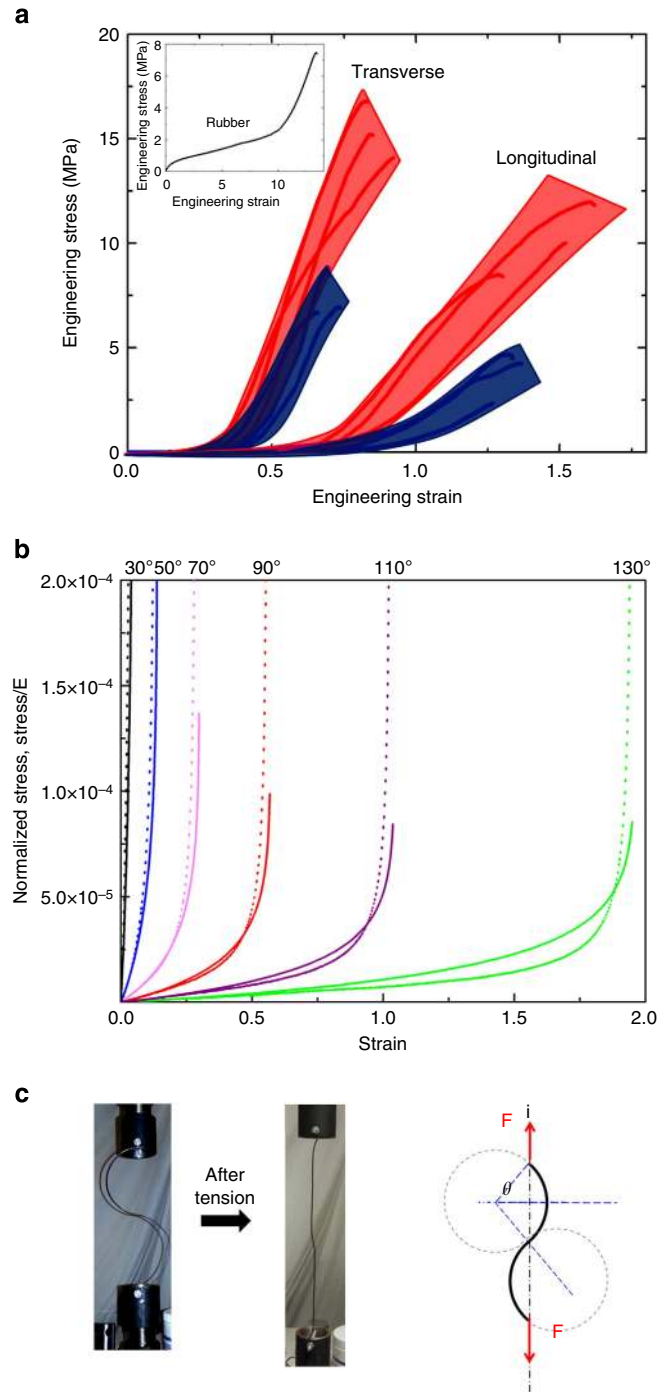 a
20
15
10
5
0
Engineering stress (MPa)
8
6
4
2
0
Engineering stress (MPa)
Rubber
0 5 10
Engineering strain
Transverse
Longitudinal
0.0 0.5 1.0 1.5
Engineering strain
b
30° 50° 70° 90° 110° 130°
2.0×10⁻⁴
1.5×10⁻⁴
1.0×10⁻⁴
5.0×10⁻⁵
Normalized stress, stress/E
0.0 0.5 1.0 1.5 2.0
Strain
c
After
tension
F i
θ
F